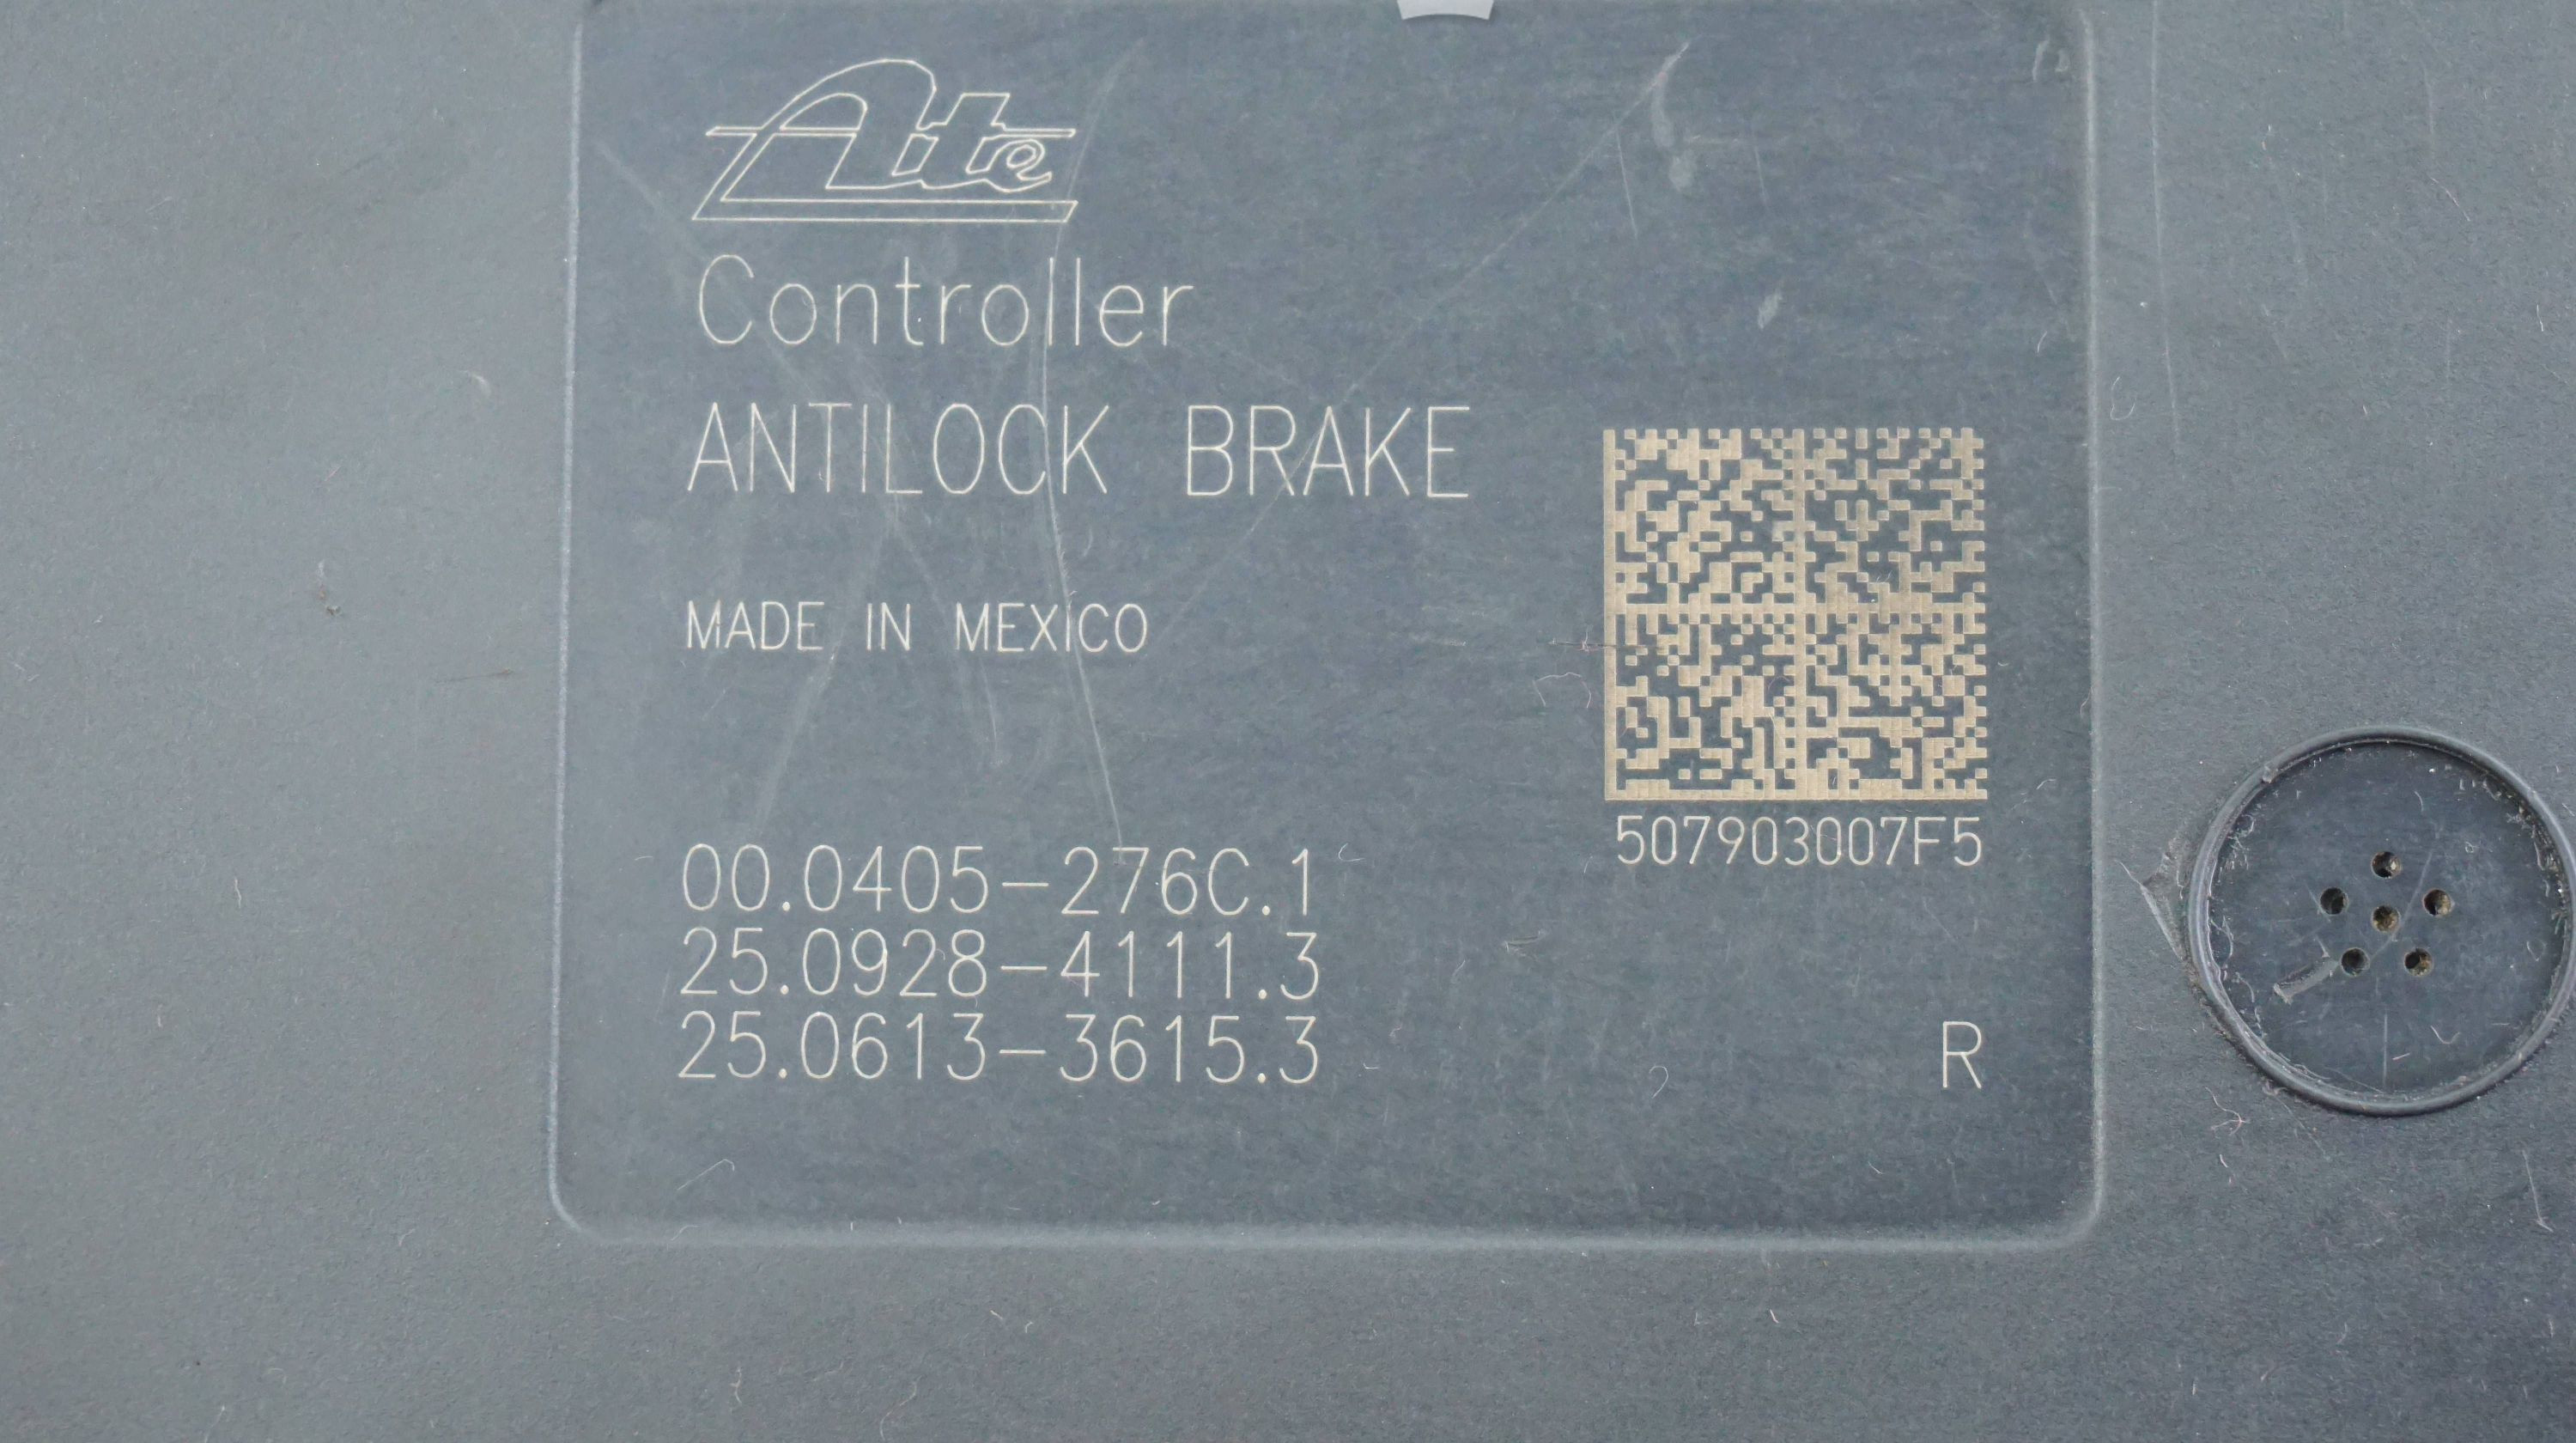 Ate
Controller
ANTILOCK BRAKE
MADE IN MEXICO
507903007F5
00.0405-276C.1
25.0928-4111.3
25.0613-3615.3
R